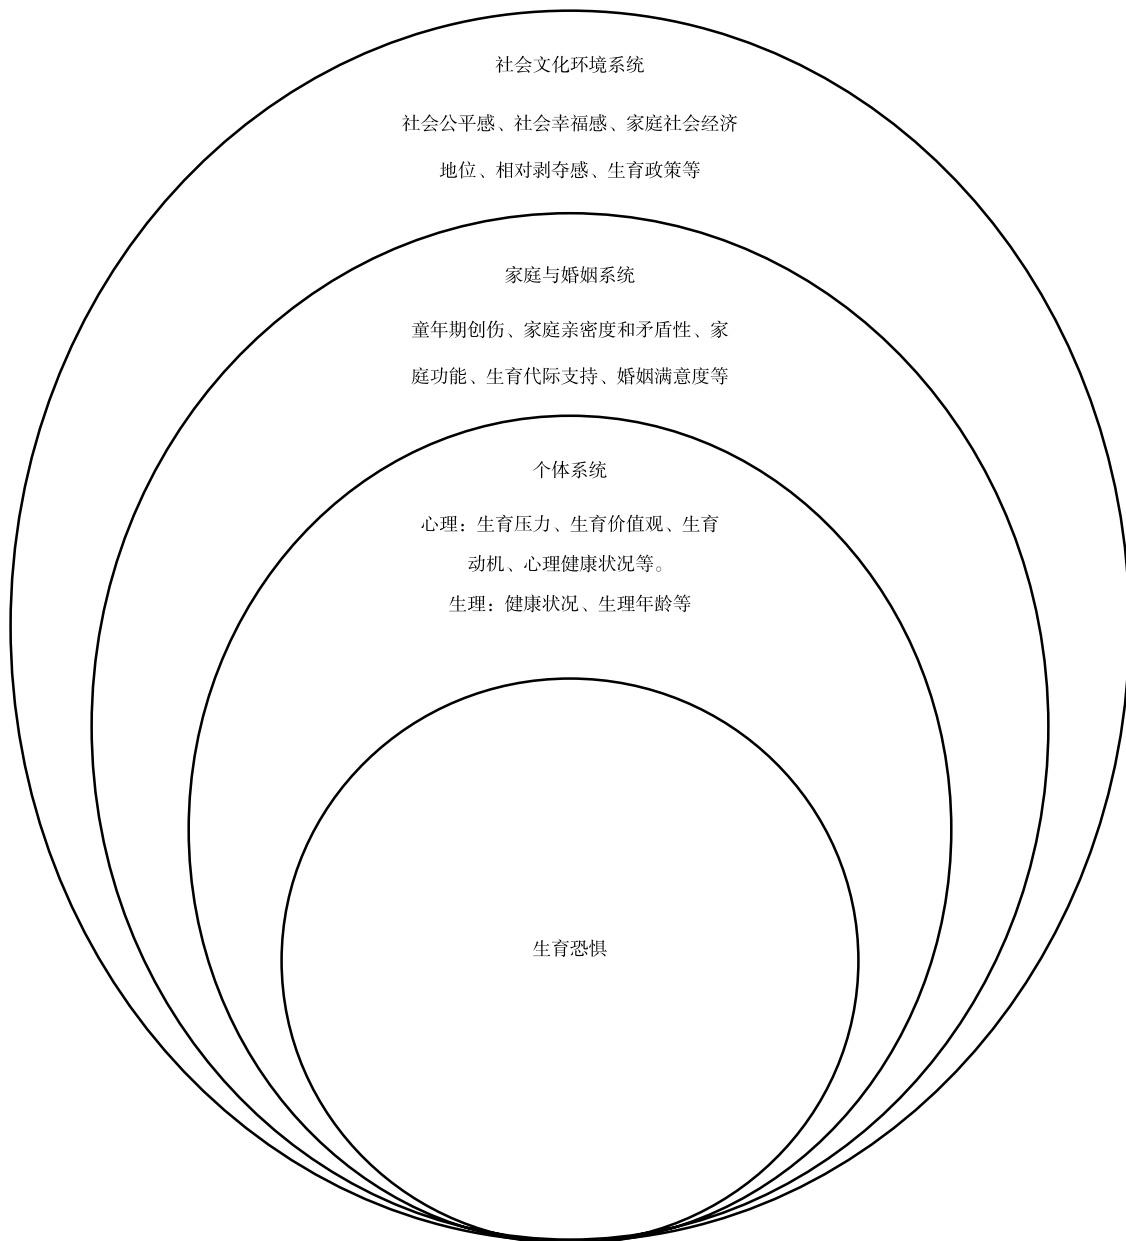 社会文化环境系统
社会公平感、社会幸福感、家庭社会经济
地位、相对剥夺感、生育政策等
家庭与婚姻系统
童年期创伤、家庭亲密度和矛盾性、家
庭功能、生育代际支持、婚姻满意度等
个体系统
心理：生育压力、生育价值观、生育
动机、心理健康状况等。
生理：健康状况、生理年龄等
生育恐惧